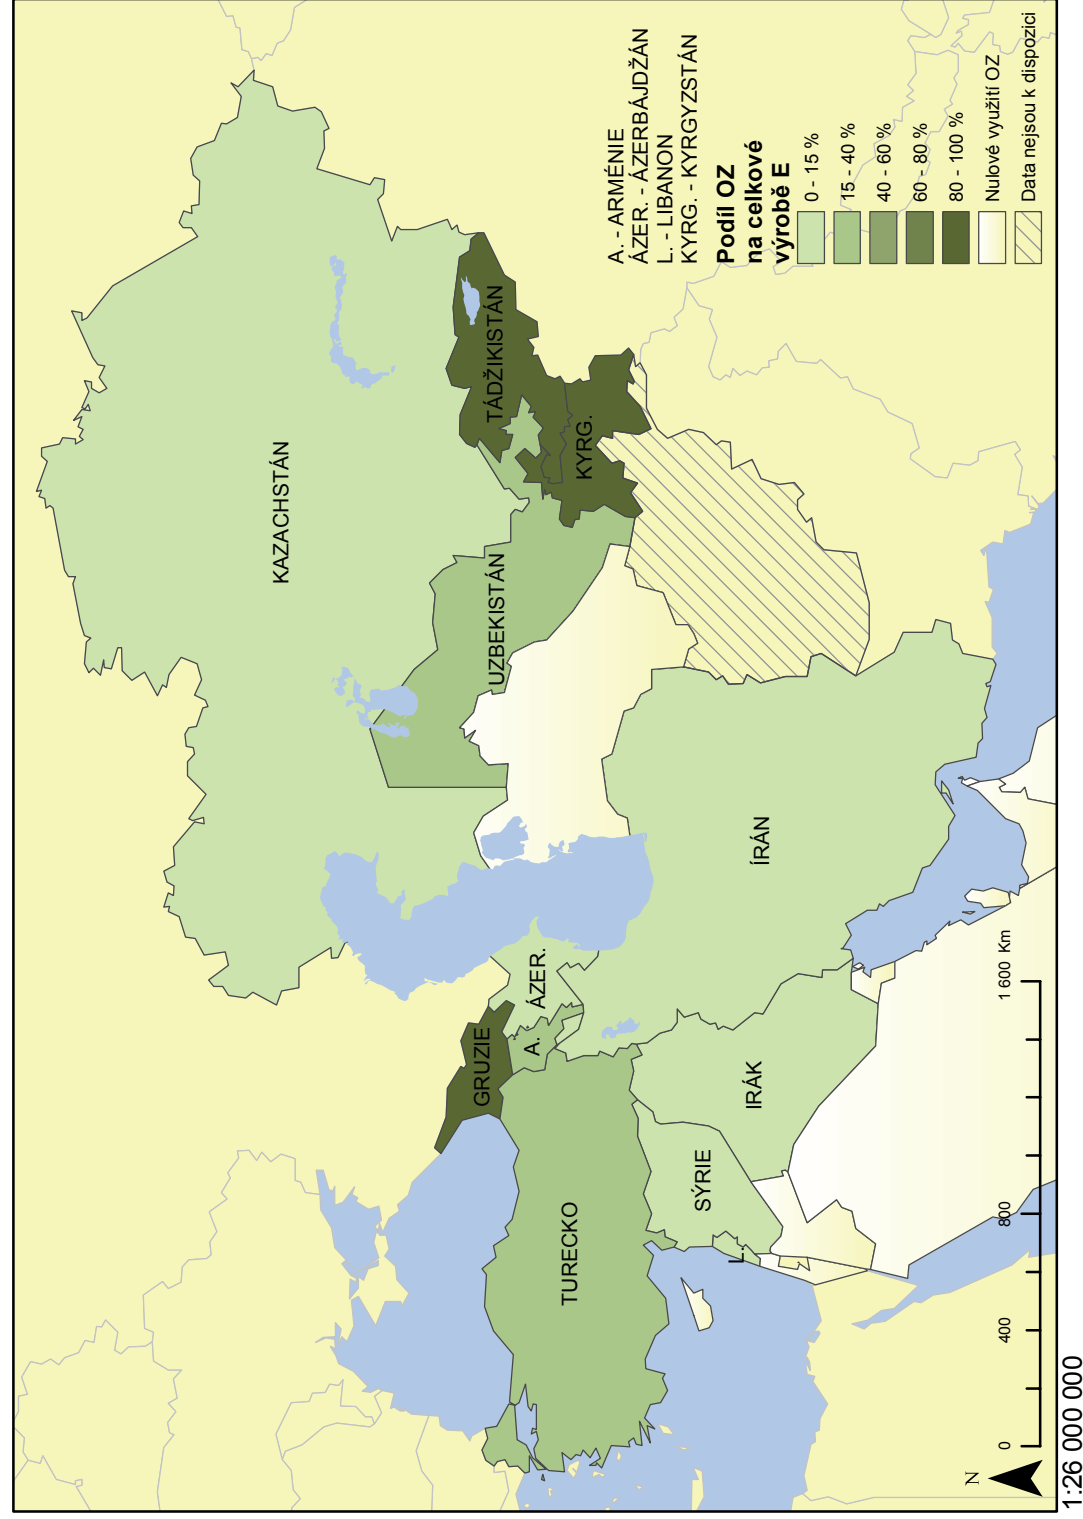 KAZACHSTÁN
TÁDŽIKISTÁN
KYRG.
UZBEKISTÁN
GRUZIE
ÁZER.
A.
TURECKO
SÝRIE
L.
IRÁK
ÍRÁN
A. - ARMÉNIE
ÁZER. - ÁZERBÁJDŽÁN
L. - LIBANON
KYRG. - KYRGYZSTÁN
Podíl OZ
na celkové
výrobě E
0 - 15 %
15 - 40 %
40 - 60 %
60 - 80 %
80 - 100 %
Nulové využití OZ
Data nejsou k dispozici
N
0 400 800 1 600 Km
1:26 000 000